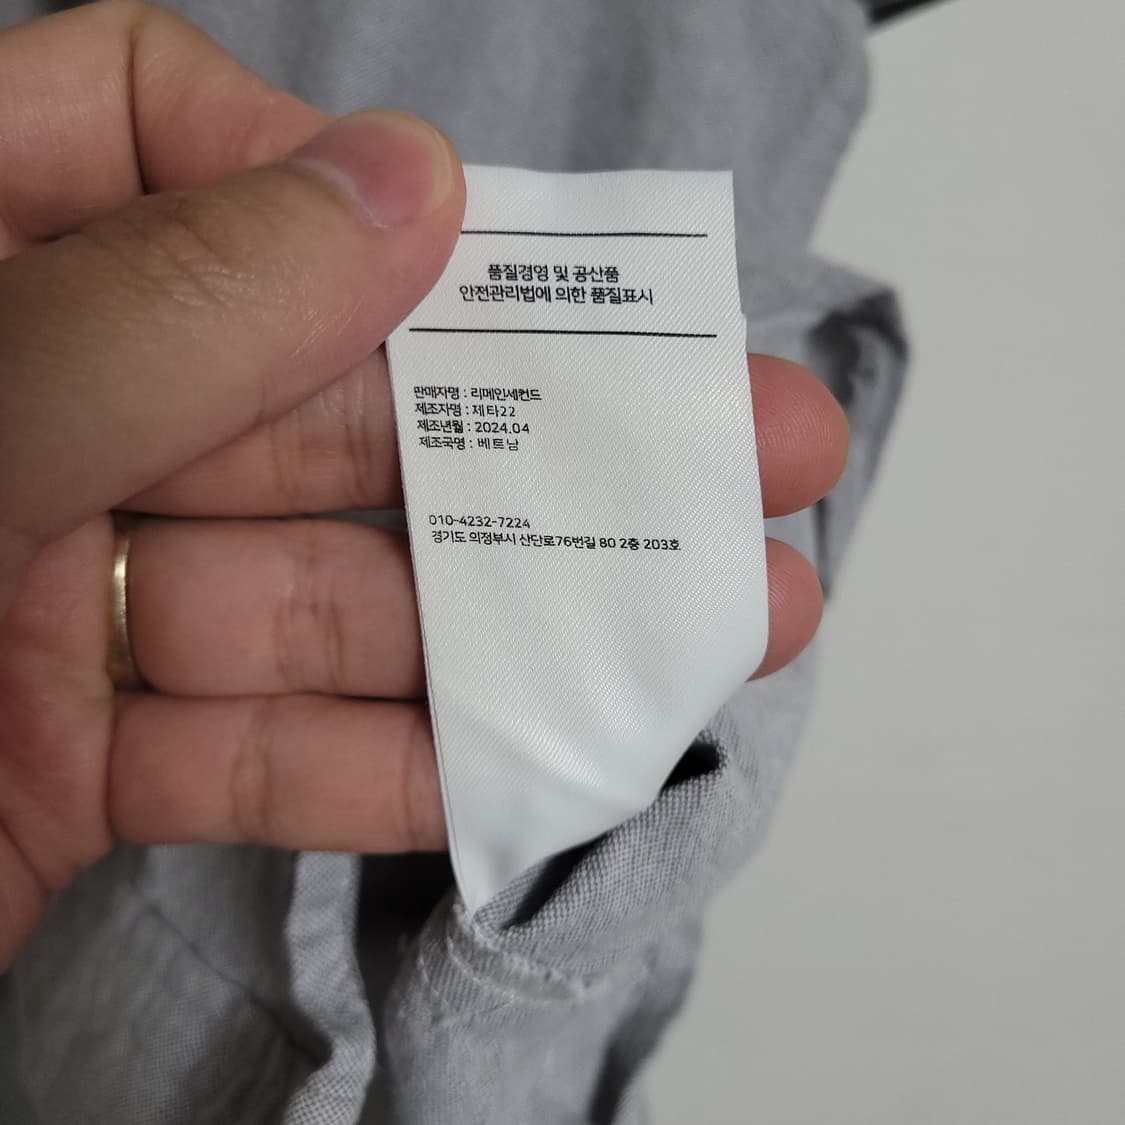 품질경영 및 공산품
안전관리법에 의한 품질표시
판매자명 : 리메인세컨드
제조자명 : 제타22
제조년월 : 2024.04
제조국명 : 베트남
010-4232-7224
경기도 의정부시 산단로76번길 80 2층 203호